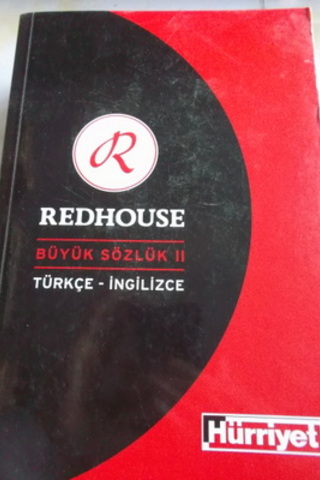 R
REDHOUSE
BÜYÜK SÖZLÜK II
TÜRKÇE - İNGİLİZCE
Hürriyet